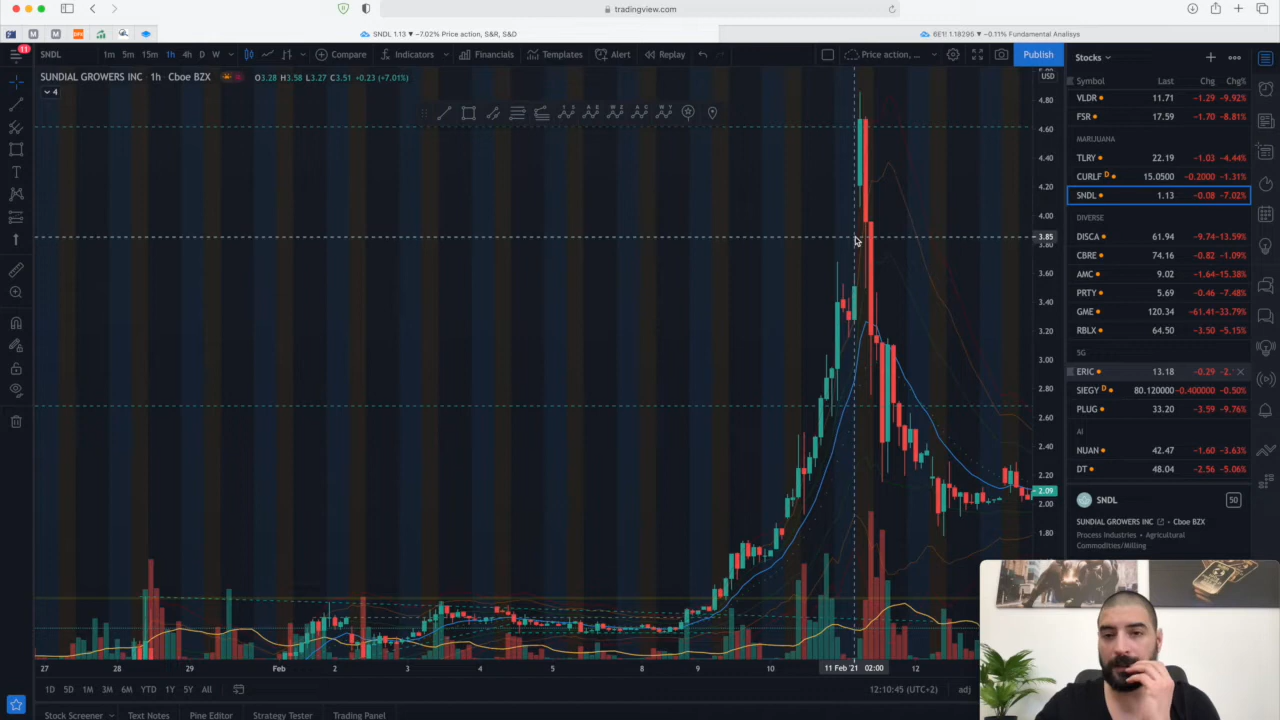 tradingview.com
SNDL 1.13 ▼ −7.02% Price action, S&R, S&D
6E1! 1.18295 ▼ −0.11% Fundamental Analisys
11
SNDL
1m 5m 15m 1h 4h D W
Compare
Indicators
Financials
Templates
Alert
Replay
Price action, ...
Publish
Stocks
SUNDIAL GROWERS INC • 1h • Cboe BZX
O3.28 H3.58 L3.27 C3.51 +0.23 (+7.01%)
4
USD
4.80
4.60
4.40
4.20
4.00
3.85
3.80
3.60
3.40
3.20
3.00
2.80
2.60
2.40
2.20
2.09
2.00
1.80
Symbol Last Chg Chg%
VLDR 11.71 −1.29 −9.92%
FSR 17.59 −1.70 −8.81%
MARIJUANA
TLRY 22.19 −1.03 −4.44%
CURLF D 15.0500 −0.2000 −1.31%
SNDL 1.13 −0.08 −7.02%
DIVERSE
DISCA 61.94 −9.74 −13.59%
CBRE 74.16 −0.82 −1.09%
AMC 9.02 −1.64 −15.38%
PRTY 5.69 −0.46 −7.48%
GME 120.34 −61.41 −33.79%
RBLX 64.50 −3.50 −5.15%
5G
ERIC 13.18 −0.29 −2.
SIEGY D 80.120000 −0.400000 −0.50%
PLUG 33.20 −3.59 −9.76%
AI
NUAN 42.47 −1.60 −3.63%
DT 48.04 −2.56 −5.06%
SNDL 50
SUNDIAL GROWERS INC • Cboe BZX
Process Industries • Agricultural
Commodities/Milling
27 28 29 Feb 2 3 4 5 8 9 10 11 Feb '21 02:00 12
1D 5D 1M 3M 6M YTD 1Y 5Y All
12:10:45 (UTC+2)
adj
Stock Screener Text Notes Pine Editor Strategy Tester Trading Panel